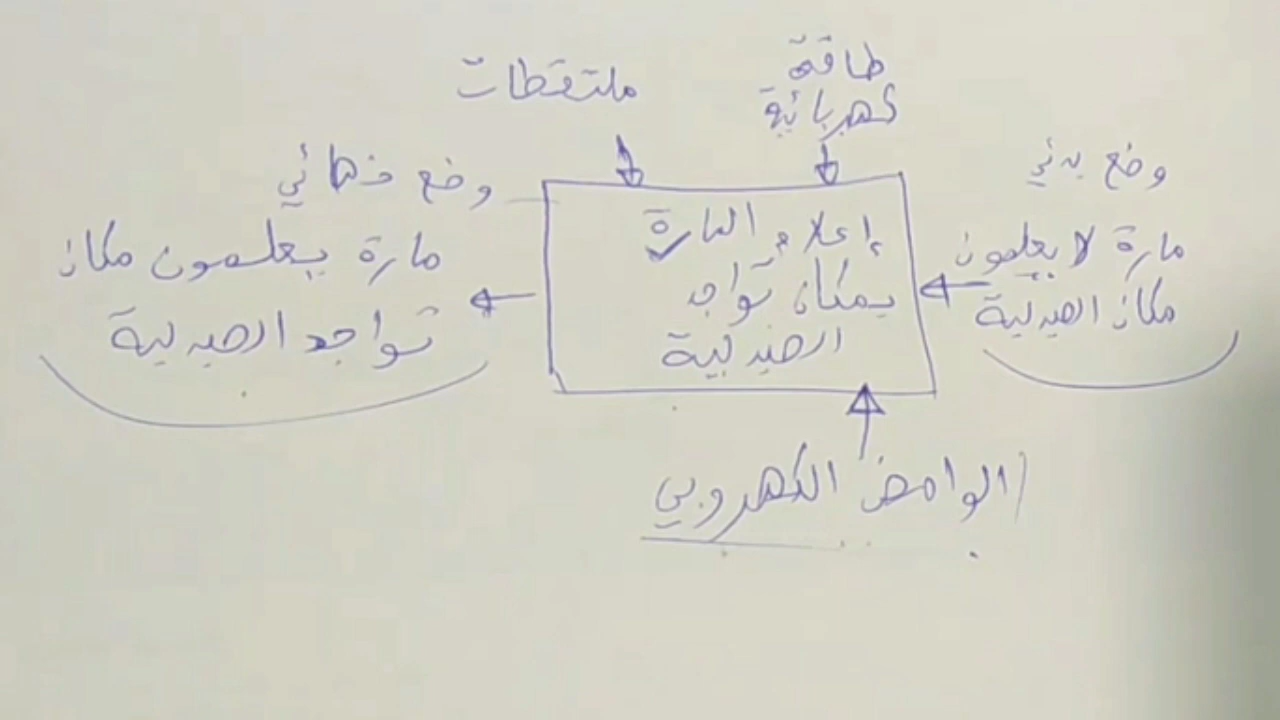 طاقة
كهربائية
ملتقطات
وضع بدئي
مارة لا يعلمون
مكان الصيدلية
إعلام المارة
بمكان تواجد
الصيدلية
وضع نهائي
مارة يعلمون مكان
تواجد الصيدلية
الوامض الكهروبي